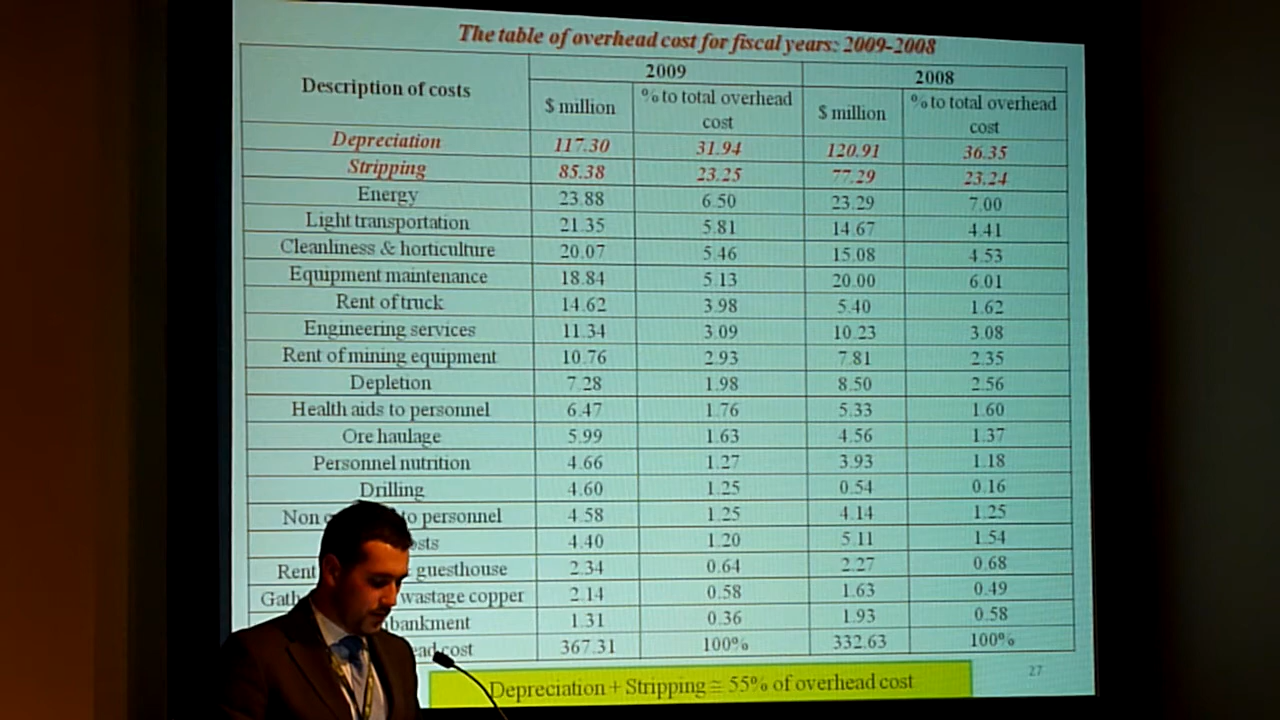 The table of overhead cost for fiscal years: 2009-2008
Description of costs 2009 2008
$ million % to total overhead cost $ million % to total overhead cost
Depreciation 117.30 31.94 120.91 36.35
Stripping 85.38 23.25 77.29 23.24
Energy 23.88 6.50 23.29 7.00
Light transportation 21.35 5.81 14.67 4.41
Cleanliness & horticulture 20.07 5.46 15.08 4.53
Equipment maintenance 18.84 5.13 20.00 6.01
Rent of truck 14.62 3.98 5.40 1.62
Engineering services 11.34 3.09 10.23 3.08
Rent of mining equipment 10.76 2.93 7.81 2.35
Depletion 7.28 1.98 8.50 2.56
Health aids to personnel 6.47 1.76 5.33 1.60
Ore haulage 5.99 1.63 4.56 1.37
Personnel nutrition 4.66 1.27 3.93 1.18
Drilling 4.60 1.25 0.54 0.16
Non to personnel 4.58 1.25 4.14 1.25
4.40 1.20 5.11 1.54
Rent guesthouse 2.34 0.64 2.27 0.68
wastage copper 2.14 0.58 1.63 0.49
1.31 0.36 1.93 0.58
cost 367.31 100% 332.63 100%
Depreciation + Stripping ≅ 55% of overhead cost
27